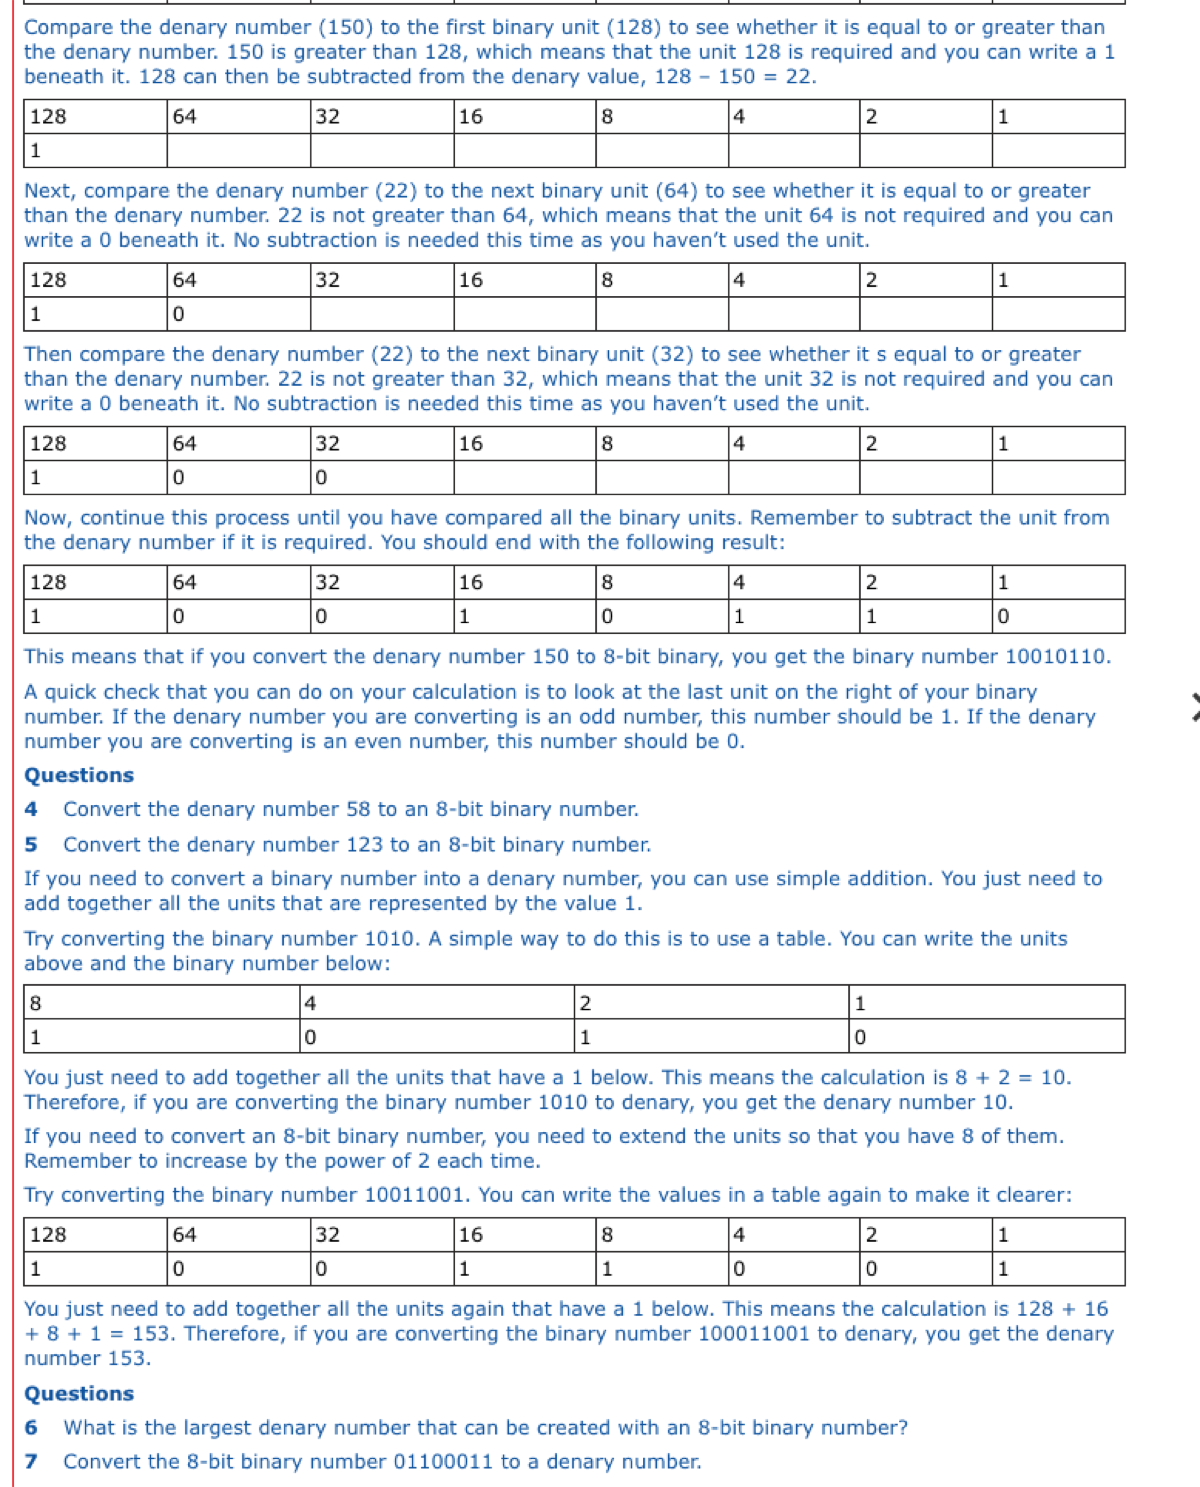 Compare the denary number (150) to the first binary unit (128) to see whether it is equal to or greater than
the denary number. 150 is greater than 128, which means that the unit 128 is required and you can write a 1
beneath it. 128 can then be subtracted from the denary value, 128 – 150 = 22.
128 64 32 16 8 4 2 1
1
Next, compare the denary number (22) to the next binary unit (64) to see whether it is equal to or greater
than the denary number. 22 is not greater than 64, which means that the unit 64 is not required and you can
write a 0 beneath it. No subtraction is needed this time as you haven’t used the unit.
128 64 32 16 8 4 2 1
1 0
Then compare the denary number (22) to the next binary unit (32) to see whether it s equal to or greater
than the denary number. 22 is not greater than 32, which means that the unit 32 is not required and you can
write a 0 beneath it. No subtraction is needed this time as you haven’t used the unit.
128 64 32 16 8 4 2 1
1 0 0
Now, continue this process until you have compared all the binary units. Remember to subtract the unit from
the denary number if it is required. You should end with the following result:
128 64 32 16 8 4 2 1
1 0 0 1 0 1 1 0
This means that if you convert the denary number 150 to 8-bit binary, you get the binary number 10010110.
A quick check that you can do on your calculation is to look at the last unit on the right of your binary
number. If the denary number you are converting is an odd number, this number should be 1. If the denary
number you are converting is an even number, this number should be 0.
Questions
4 Convert the denary number 58 to an 8-bit binary number.
5 Convert the denary number 123 to an 8-bit binary number.
If you need to convert a binary number into a denary number, you can use simple addition. You just need to
add together all the units that are represented by the value 1.
Try converting the binary number 1010. A simple way to do this is to use a table. You can write the units
above and the binary number below:
8 4 2 1
1 0 1 0
You just need to add together all the units that have a 1 below. This means the calculation is 8 + 2 = 10.
Therefore, if you are converting the binary number 1010 to denary, you get the denary number 10.
If you need to convert an 8-bit binary number, you need to extend the units so that you have 8 of them.
Remember to increase by the power of 2 each time.
Try converting the binary number 10011001. You can write the values in a table again to make it clearer:
128 64 32 16 8 4 2 1
1 0 0 1 1 0 0 1
You just need to add together all the units again that have a 1 below. This means the calculation is 128 + 16
+ 8 + 1 = 153. Therefore, if you are converting the binary number 100011001 to denary, you get the denary
number 153.
Questions
6 What is the largest denary number that can be created with an 8-bit binary number?
7 Convert the 8-bit binary number 01100011 to a denary number.